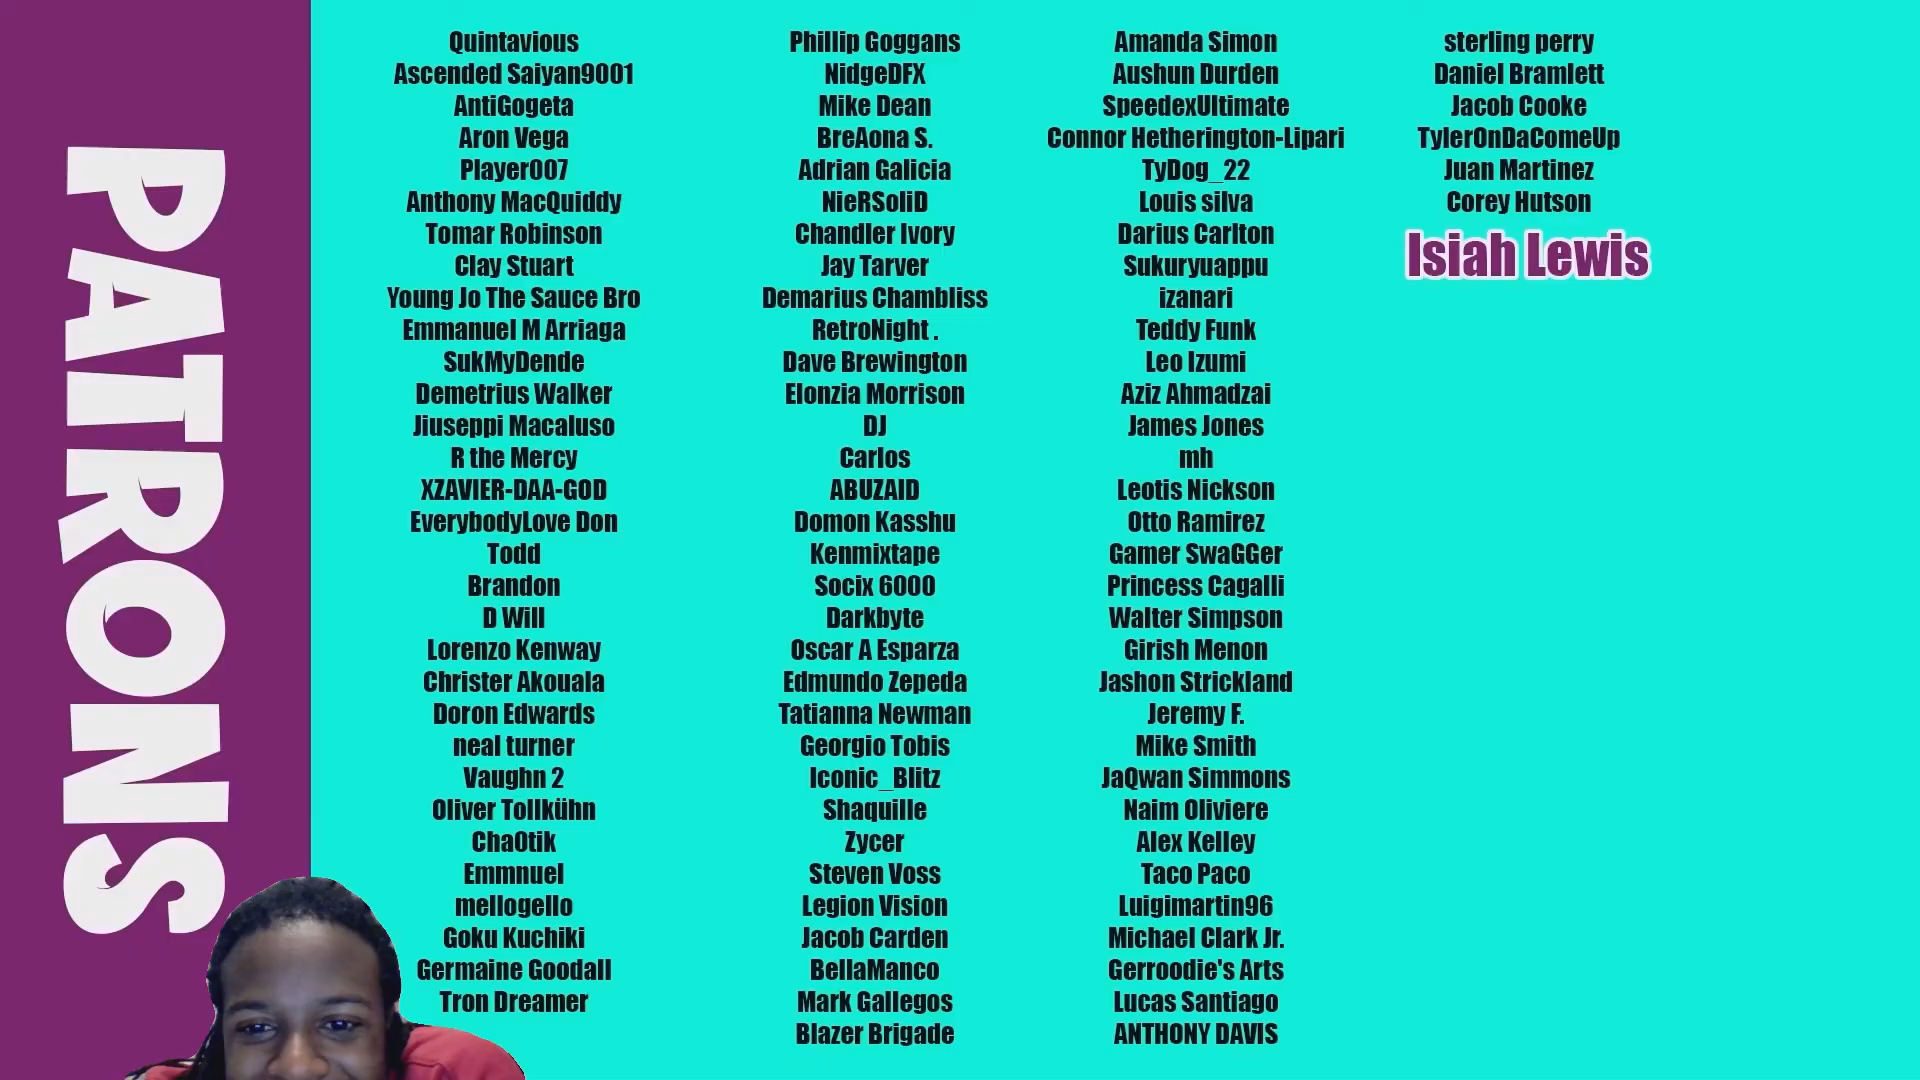 PATRONS
Quintavious
Ascended Saiyan9001
AntiGogeta
Aron Vega
Player007
Anthony MacQuiddy
Tomar Robinson
Clay Stuart
Young Jo The Sauce Bro
Emmanuel M Arriaga
SukMyDende
Demetrius Walker
Jiuseppi Macaluso
R the Mercy
XZAVIER-DAA-GOD
EverybodyLove Don
Todd
Brandon
D Will
Lorenzo Kenway
Christer Akouala
Doron Edwards
neal turner
Vaughn 2
Oliver Tollkühn
Cha0tik
Emmnuel
mellogello
Goku Kuchiki
Germaine Goodall
Tron Dreamer
Phillip Goggans
NidgeDFX
Mike Dean
BreAona S.
Adrian Galicia
NieRSoliD
Chandler Ivory
Jay Tarver
Demarius Chambliss
RetroNight .
Dave Brewington
Elonzia Morrison
DJ
Carlos
ABUZAID
Domon Kasshu
Kenmixtape
Socix 6000
Darkbyte
Oscar A Esparza
Edmundo Zepeda
Tatianna Newman
Georgio Tobis
Iconic_Blitz
Shaquille
Zycer
Steven Voss
Legion Vision
Jacob Carden
BellaManco
Mark Gallegos
Blazer Brigade
Amanda Simon
Aushun Durden
SpeedexUltimate
Connor Hetherington-Lipari
TyDog_22
Louis silva
Darius Carlton
Sukuryuappu
izanari
Teddy Funk
Leo Izumi
Aziz Ahmadzai
James Jones
mh
Leotis Nickson
Otto Ramirez
Gamer SwaGGer
Princess Cagalli
Walter Simpson
Girish Menon
Jashon Strickland
Jeremy F.
Mike Smith
JaQwan Simmons
Naim Oliviere
Alex Kelley
Taco Paco
Luigimartin96
Michael Clark Jr.
Gerroodie's Arts
Lucas Santiago
ANTHONY DAVIS
sterling perry
Daniel Bramlett
Jacob Cooke
TylerOnDaComeUp
Juan Martinez
Corey Hutson
Isiah Lewis